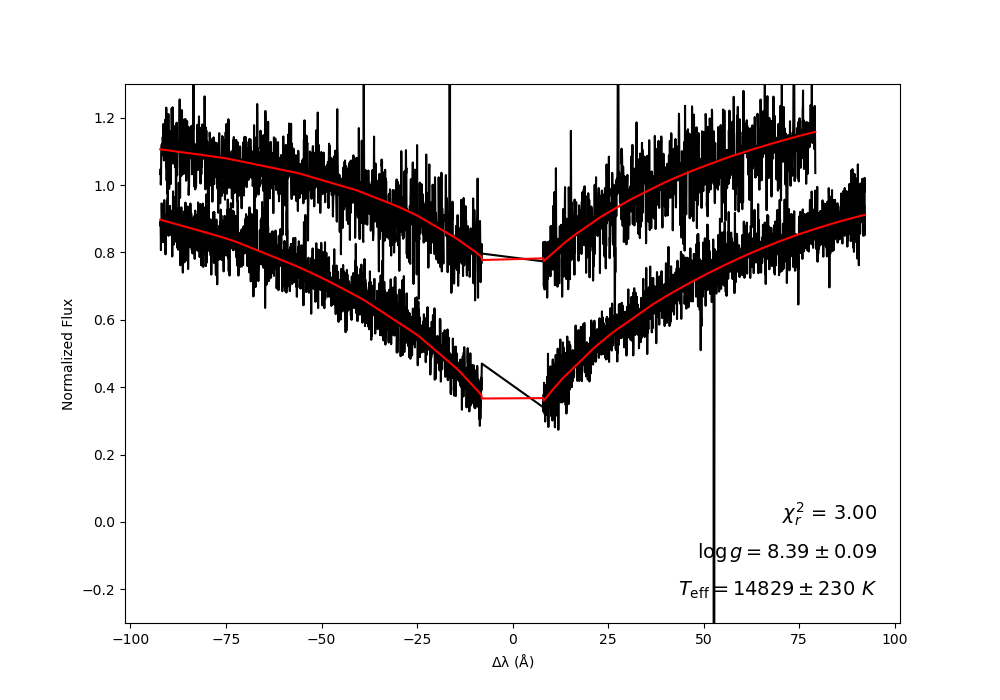 1.2
1.0
0.8
0.6
0.4
0.2
0.0
−0.2
Normalized Flux
χ²ᵣ = 3.00
log g = 8.39 ± 0.09
T_eff = 14829 ± 230 K
−100 −75 −50 −25 0 25 50 75 100
Δλ (Å)